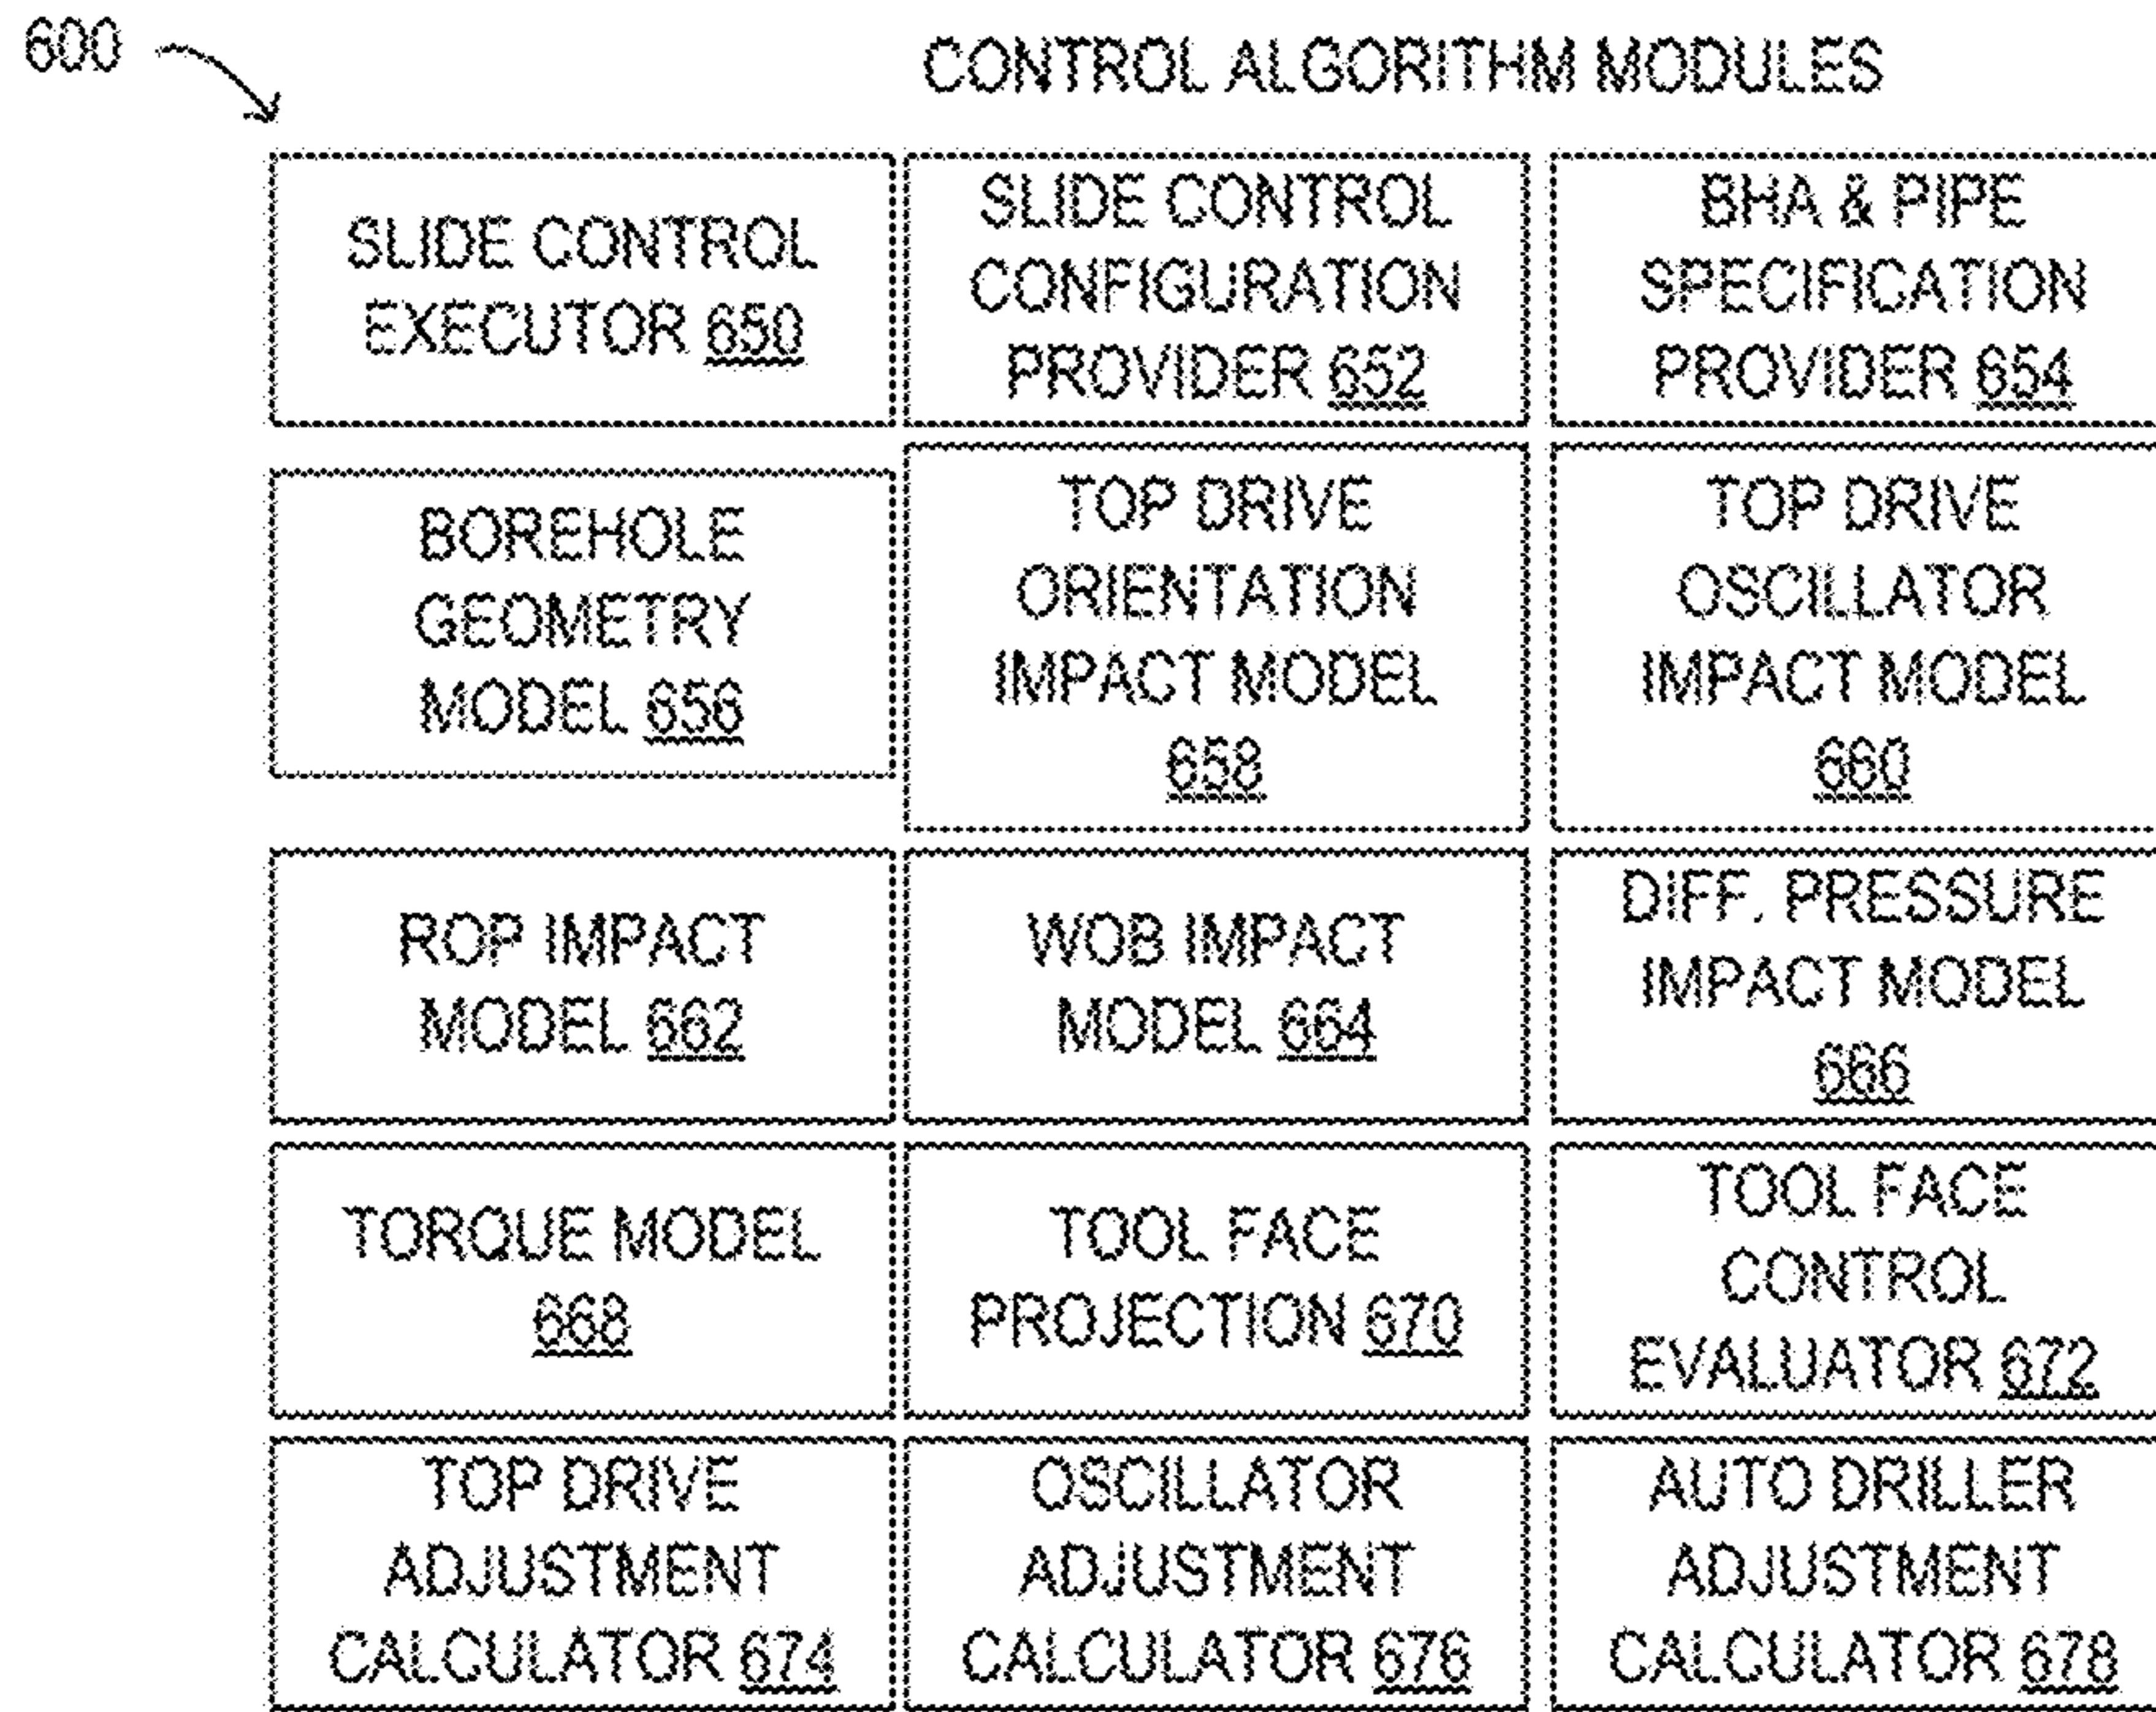 600
CONTROL ALGORITHM MODULES
SLIDE CONTROL
EXECUTOR 650
SLIDE CONTROL
CONFIGURATION
PROVIDER 652
BHA & PIPE
SPECIFICATION
PROVIDER 654
BOREHOLE
GEOMETRY
MODEL 656
TOP DRIVE
ORIENTATION
IMPACT MODEL
658
TOP DRIVE
OSCILLATOR
IMPACT MODEL
660
ROP IMPACT
MODEL 662
WOB IMPACT
MODEL 664
DIFF. PRESSURE
IMPACT MODEL
666
TORQUE MODEL
668
TOOL FACE
PROJECTION 670
TOOL FACE
CONTROL
EVALUATOR 672
TOP DRIVE
ADJUSTMENT
CALCULATOR 674
OSCILLATOR
ADJUSTMENT
CALCULATOR 676
AUTO DRILLER
ADJUSTMENT
CALCULATOR 678